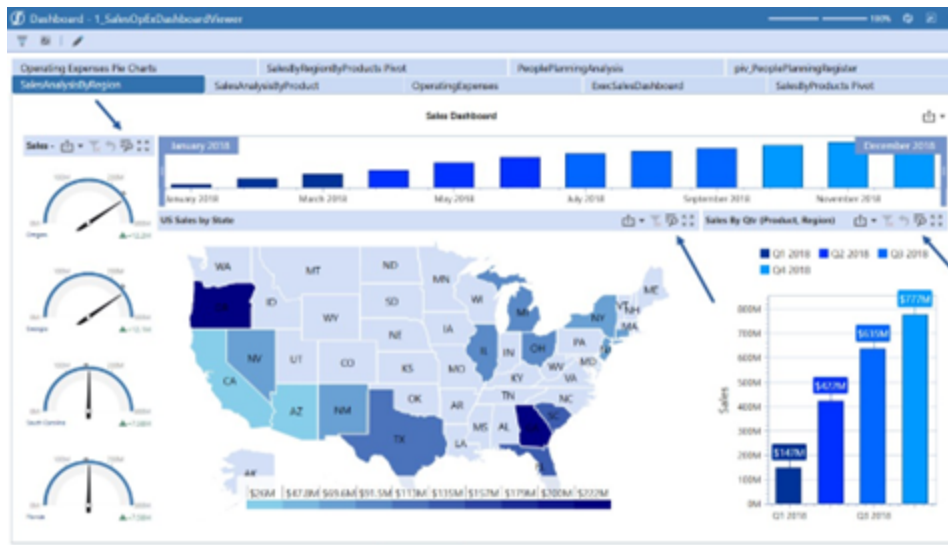 Dashboard - 1_SalesOpExDashboardViewer
100%
Operating Expenses Pie Charts
SalesByRegionByProducts Pivot
PeoplePlanningAnalysis
piv_PeoplePlanningRegister
SalesAnalysisByRegion
SalesAnalysisByProduct
OperatingExpenses
ExecSalesDashboard
SalesByProducts Pivot
Sales Dashboard
Sales -
January 2018
December 2018
January 2018
March 2018
May 2018
July 2018
September 2018
November 2018
Oregon
Georgia
South Carolina
Florida
US Sales by State
WA
MT
ND
MN
ME
ID
SD
WI
MI
VT
NH
WY
NY
MA
NE
IA
PA
NV
UT
CO
IL
IN
OH
MD
CA
KS
MO
WV
KY
VA
AZ
NM
OK
AR
TN
NC
SC
MS
AL
TX
LA
FL
AK
$26M $47.8M $69.6M $91.5M $113M $135M $157M $179M $200M $222M
Sales By Qtr (Product, Region)
Q1 2018 Q2 2018 Q3 2018
Q4 2018
$777M
800M
700M
$635M
600M
500M
$422M
400M
300M
200M
$147M
100M
0M
Sales
Q1 2018
Q3 2018